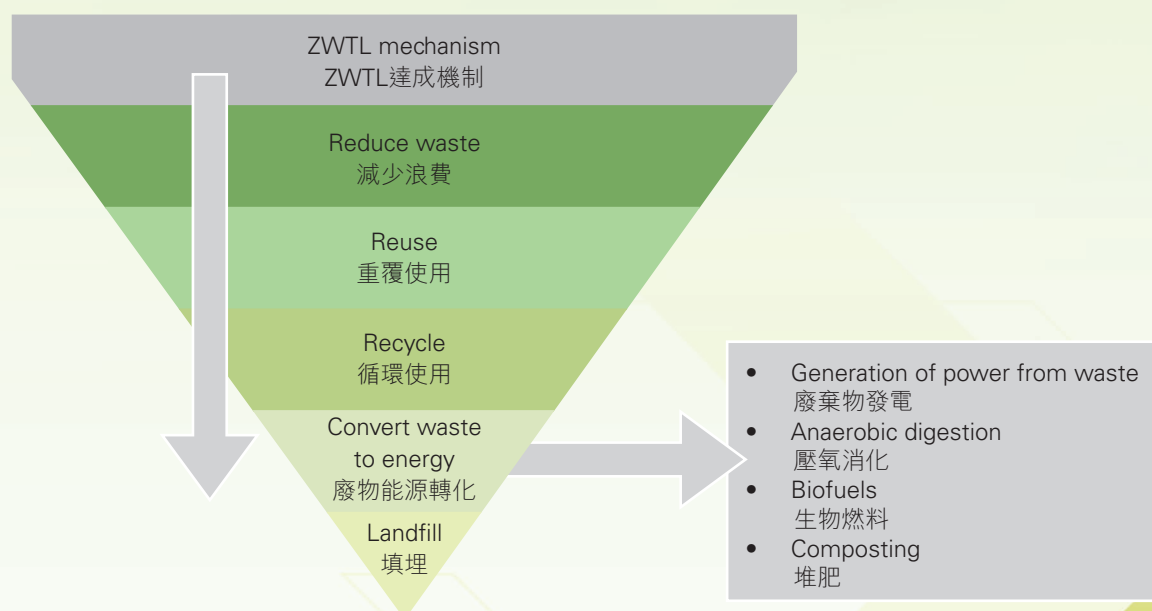 ZWTL mechanism
ZWTL達成機制
Reduce waste
減少浪費
Reuse
重覆使用
Recycle
循環使用
Convert waste
to energy
廢物能源轉化
Landfill
填埋
• Generation of power from waste
廢棄物發電
• Anaerobic digestion
壓氧消化
• Biofuels
生物燃料
• Composting
堆肥